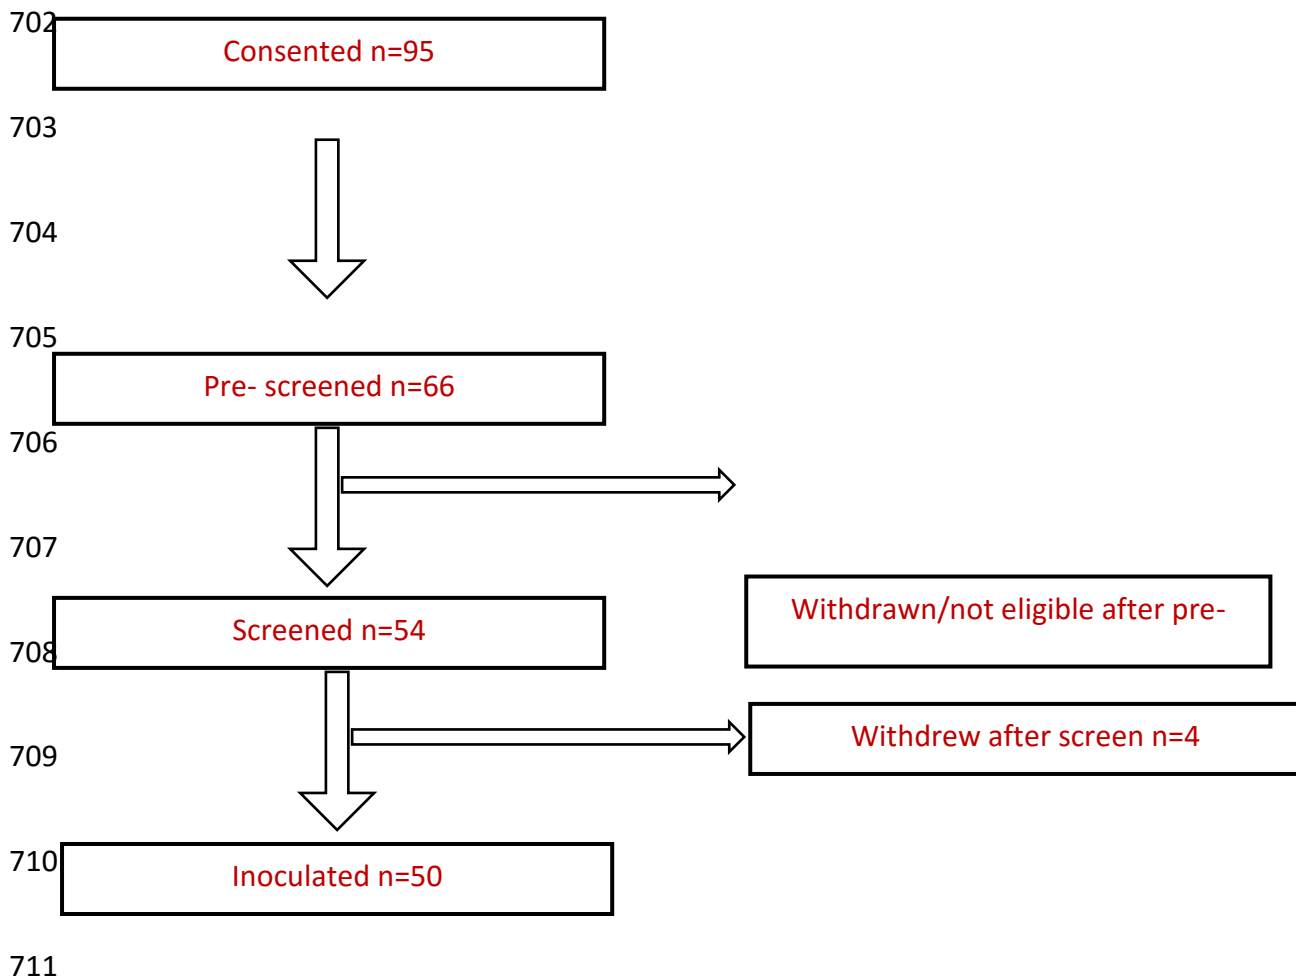 702
Consented n=95
703
704
705
Pre- screened n=66
706
707
Withdrawn/not eligible after pre-
Screened n=54
708
Withdrew after screen n=4
709
710
Inoculated n=50
711